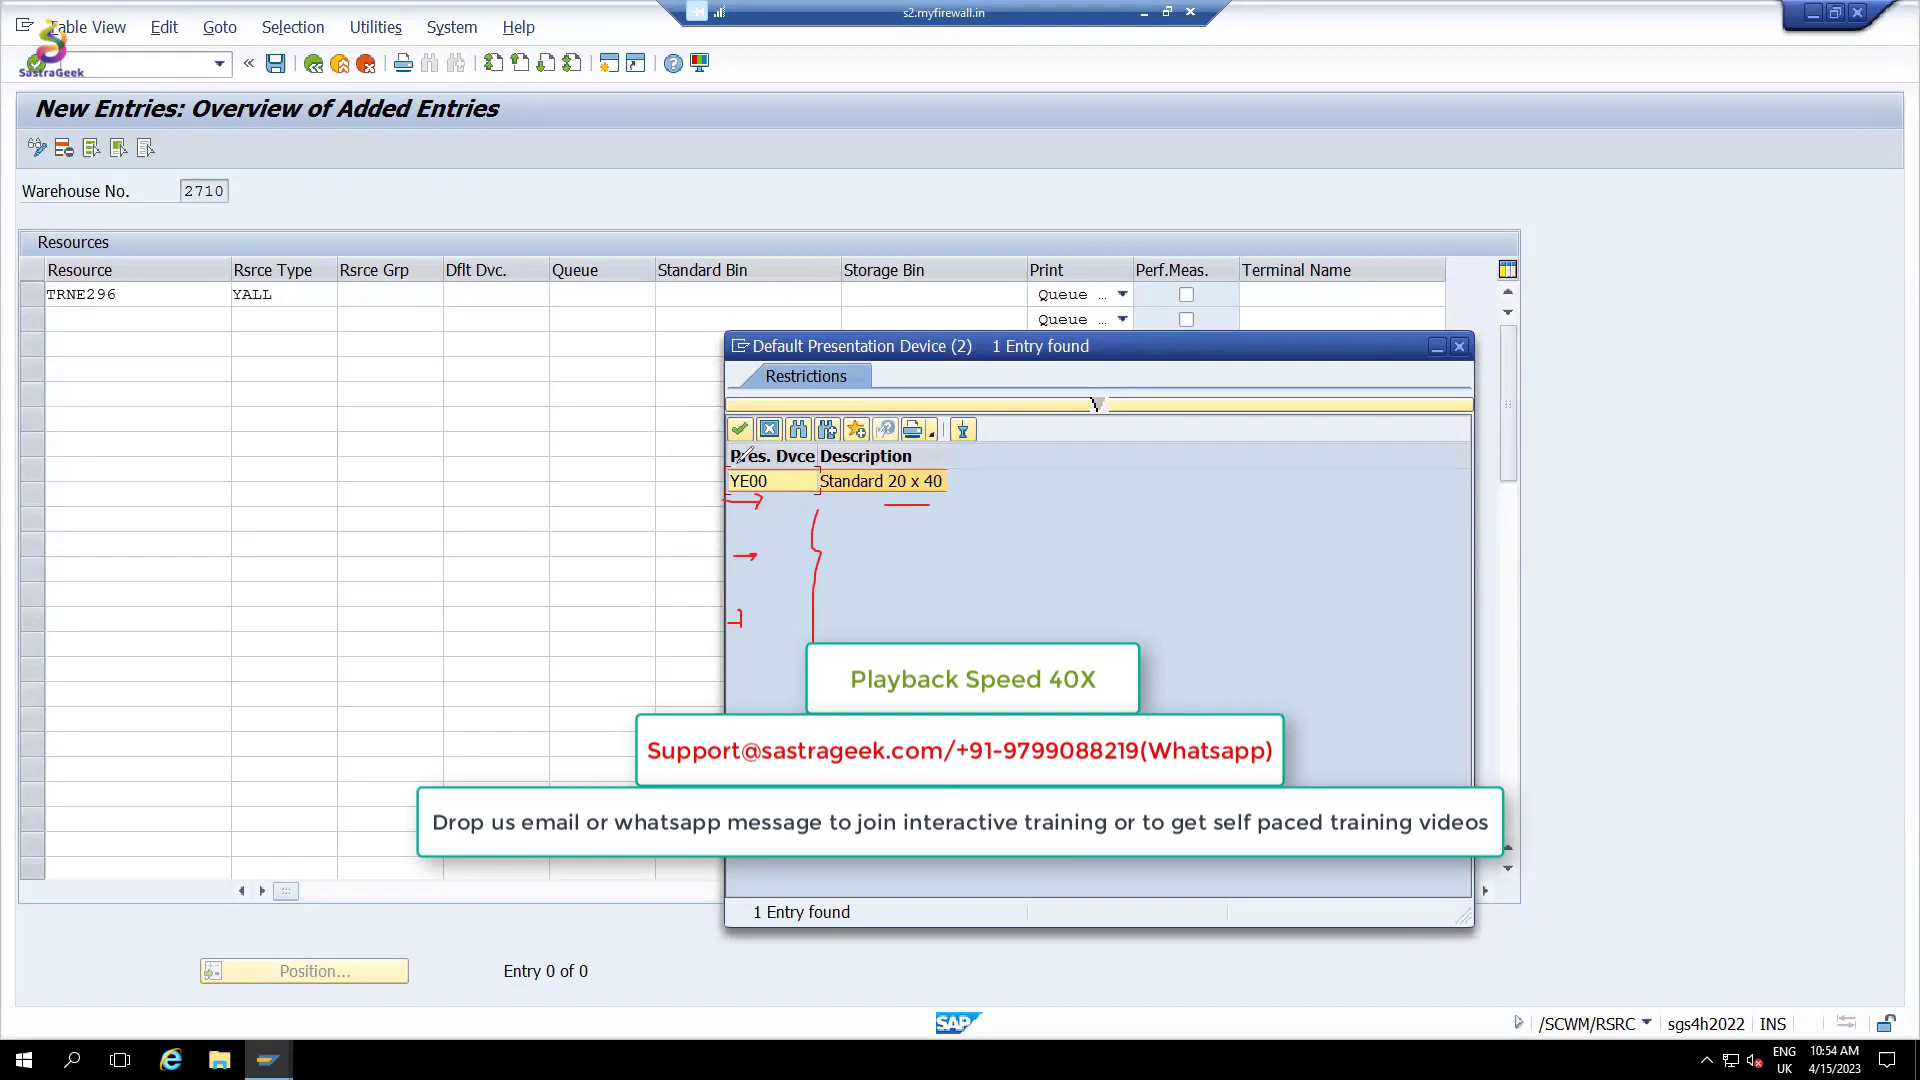 s2.myfirewall.in
Table View Edit Goto Selection Utilities System Help
SastraGeek
New Entries: Overview of Added Entries
Warehouse No. 2710
Resources
Resource Rsrce Type Rsrce Grp Dflt Dvc. Queue Standard Bin Storage Bin Print Perf.Meas. Terminal Name
TRNE296 YALL Queue ...
Queue ...
Default Presentation Device (2) 1 Entry found
Restrictions
Pres. Dvce Description
YE00 Standard 20 x 40
Playback Speed 40X
Support@sastrageek.com/+91-9799088219(Whatsapp)
Drop us email or whatsapp message to join interactive training or to get self paced training videos
1 Entry found
Position... Entry 0 of 0
SAP /SCWM/RSRC sgs4h2022 INS
ENG 10:54 AM
UK 4/15/2023